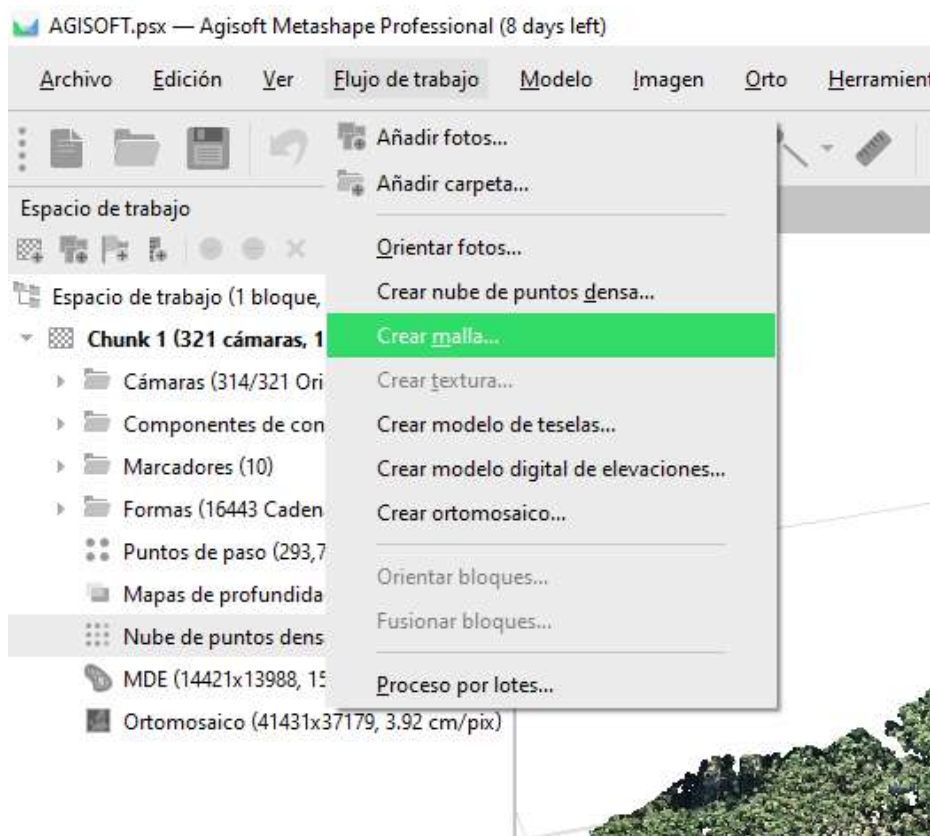 AGISOFT.psx — Agisoft Metashape Professional (8 days left)
Archivo Edición Ver Flujo de trabajo Modelo Imagen Orto Herramient
Añadir fotos...
Añadir carpeta...
Espacio de trabajo
Orientar fotos...
Espacio de trabajo (1 bloque,
Crear nube de puntos densa...
Chunk 1 (321 cámaras, 1
Crear malla...
Cámaras (314/321 Ori
Crear textura...
Componentes de con
Crear modelo de teselas...
Marcadores (10)
Crear modelo digital de elevaciones...
Formas (16443 Caden
Crear ortomosaico...
Puntos de paso (293,7
Orientar bloques...
Mapas de profundida
Fusionar bloques...
Nube de puntos dens
MDE (14421x13988, 15
Proceso por lotes...
Ortomosaico (41431x37179, 3.92 cm/pix)